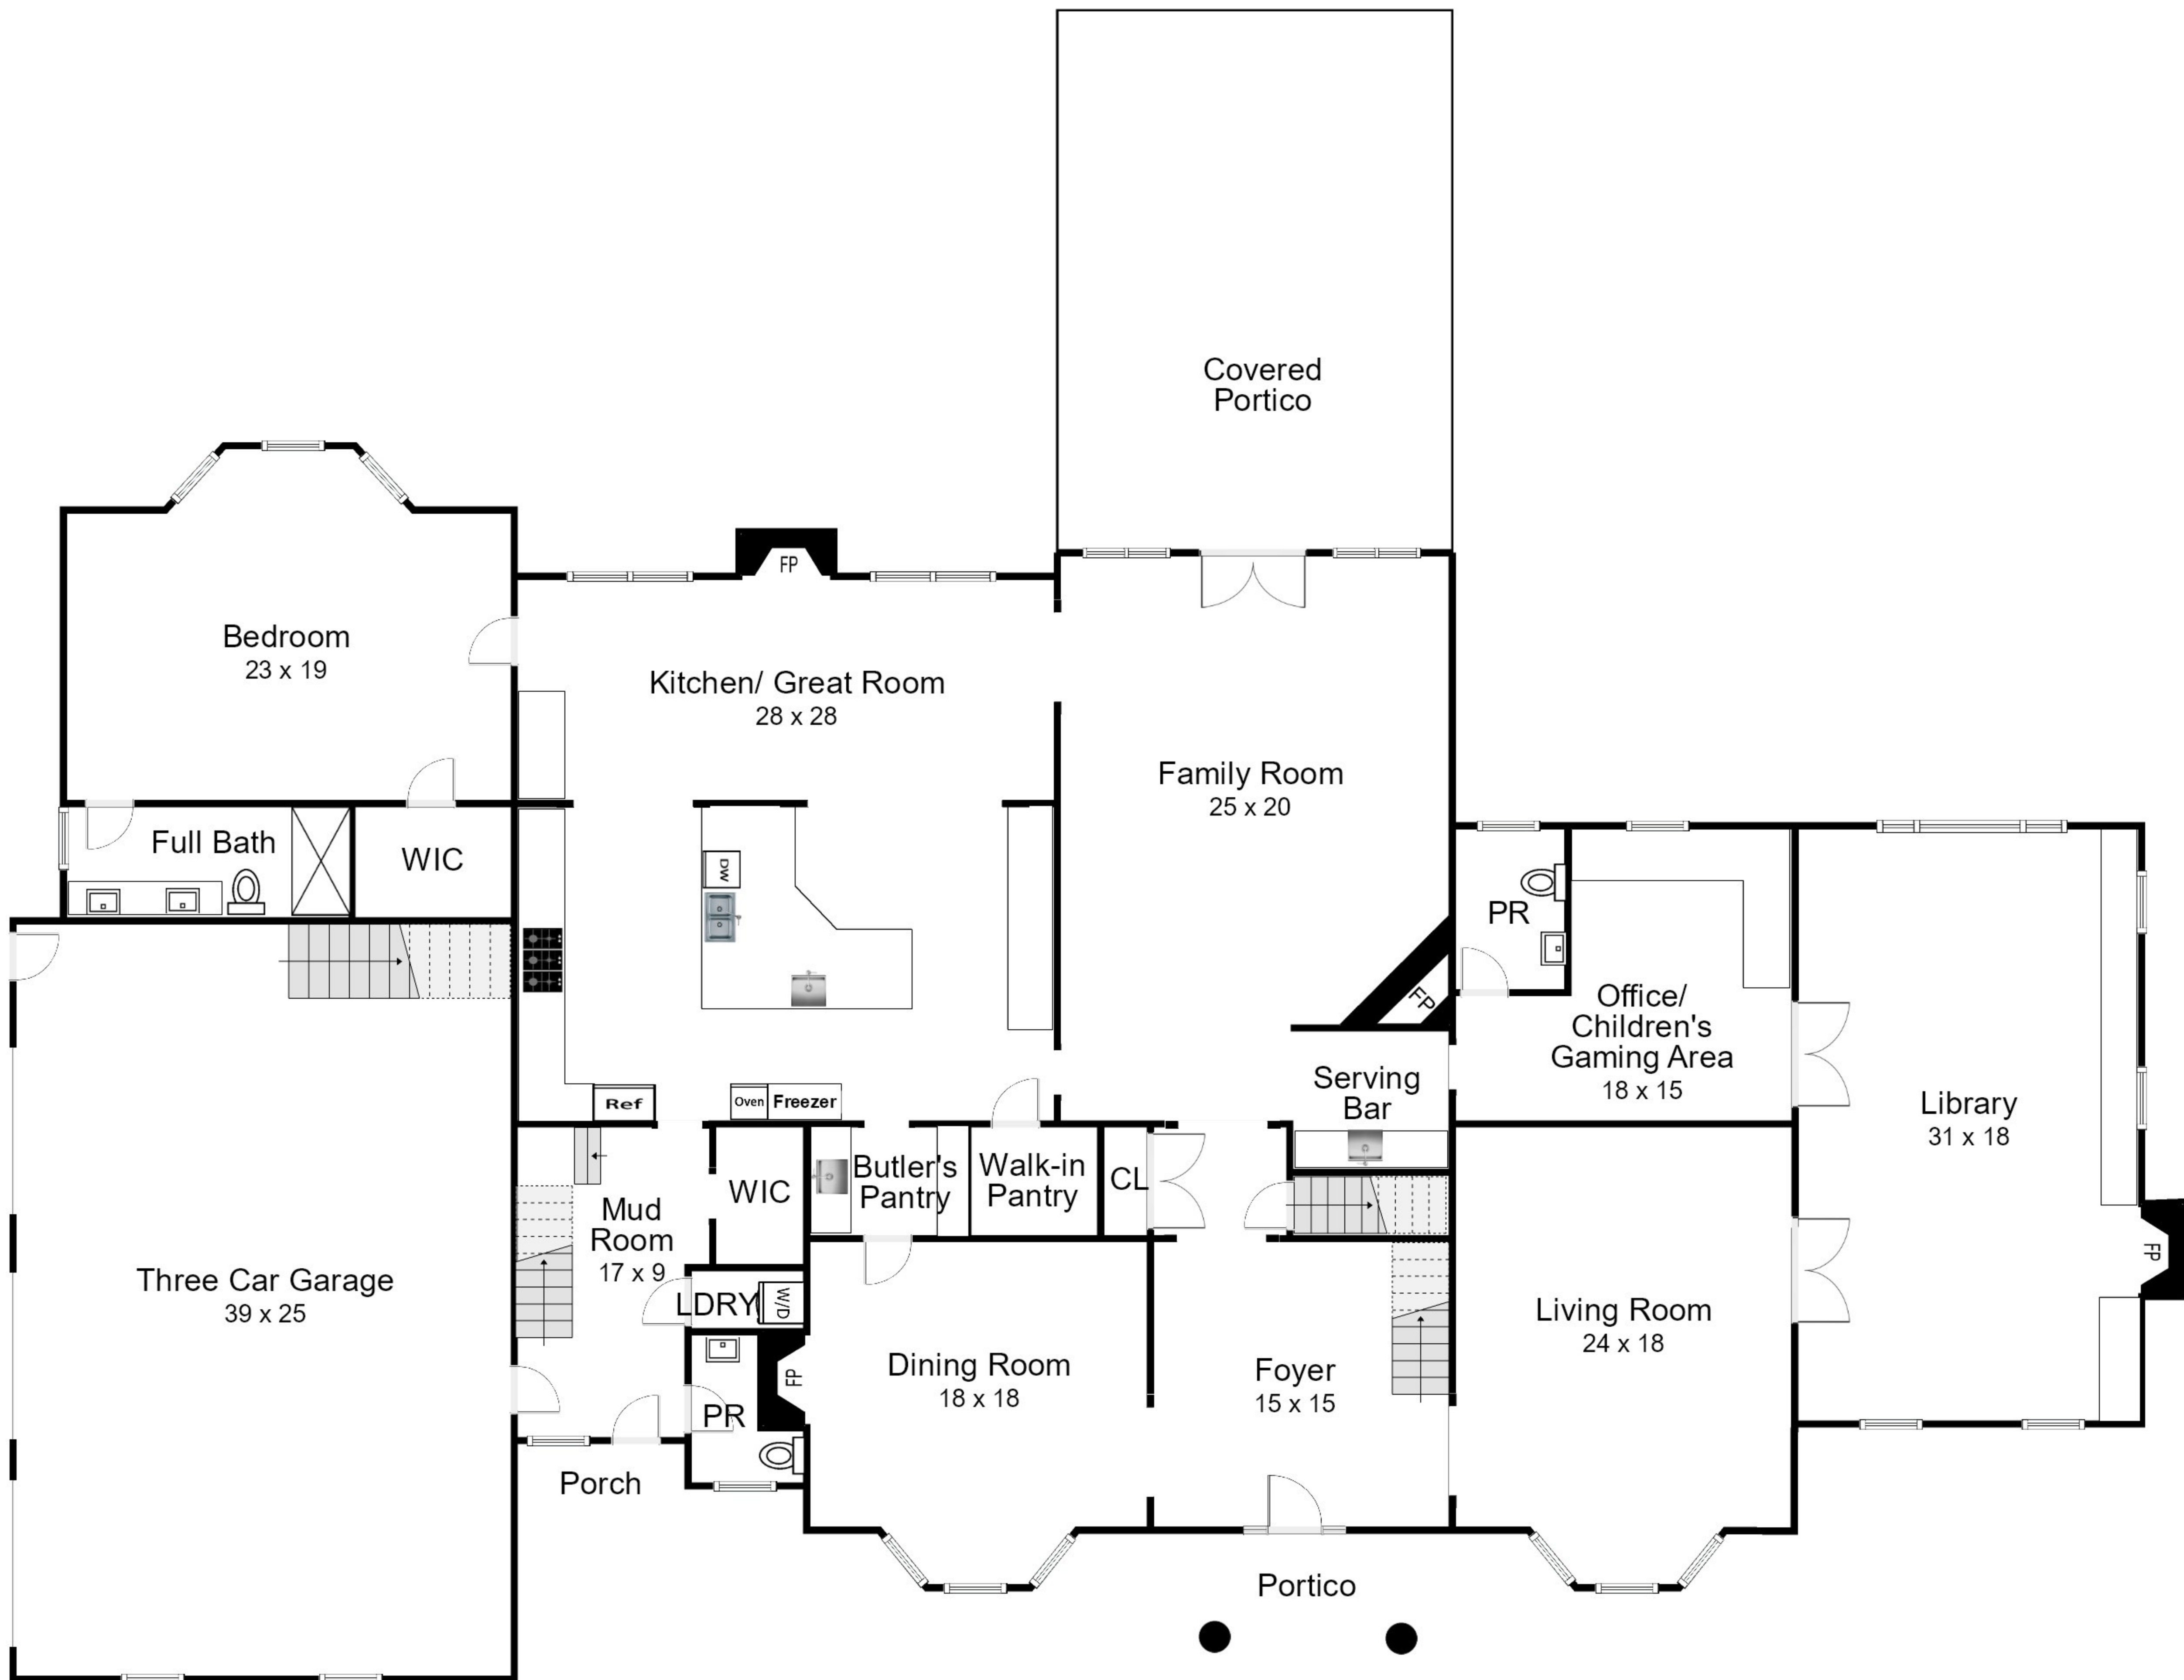 Covered
Portico
FP
Bedroom
23 x 19
Kitchen/ Great Room
28 x 28
Family Room
25 x 20
Full Bath
WIC
DW
PR
FP
Office/
Children's
Gaming Area
18 x 15
Serving
Bar
Library
31 x 18
Ref
Oven
Freezer
Butler's
Pantry
Walk-in
Pantry
CL
WIC
Mud
Room
17 x 9
Three Car Garage
39 x 25
LDRY
W/D
FP
Living Room
24 x 18
Dining Room
18 x 18
FP
Foyer
15 x 15
PR
Porch
Portico